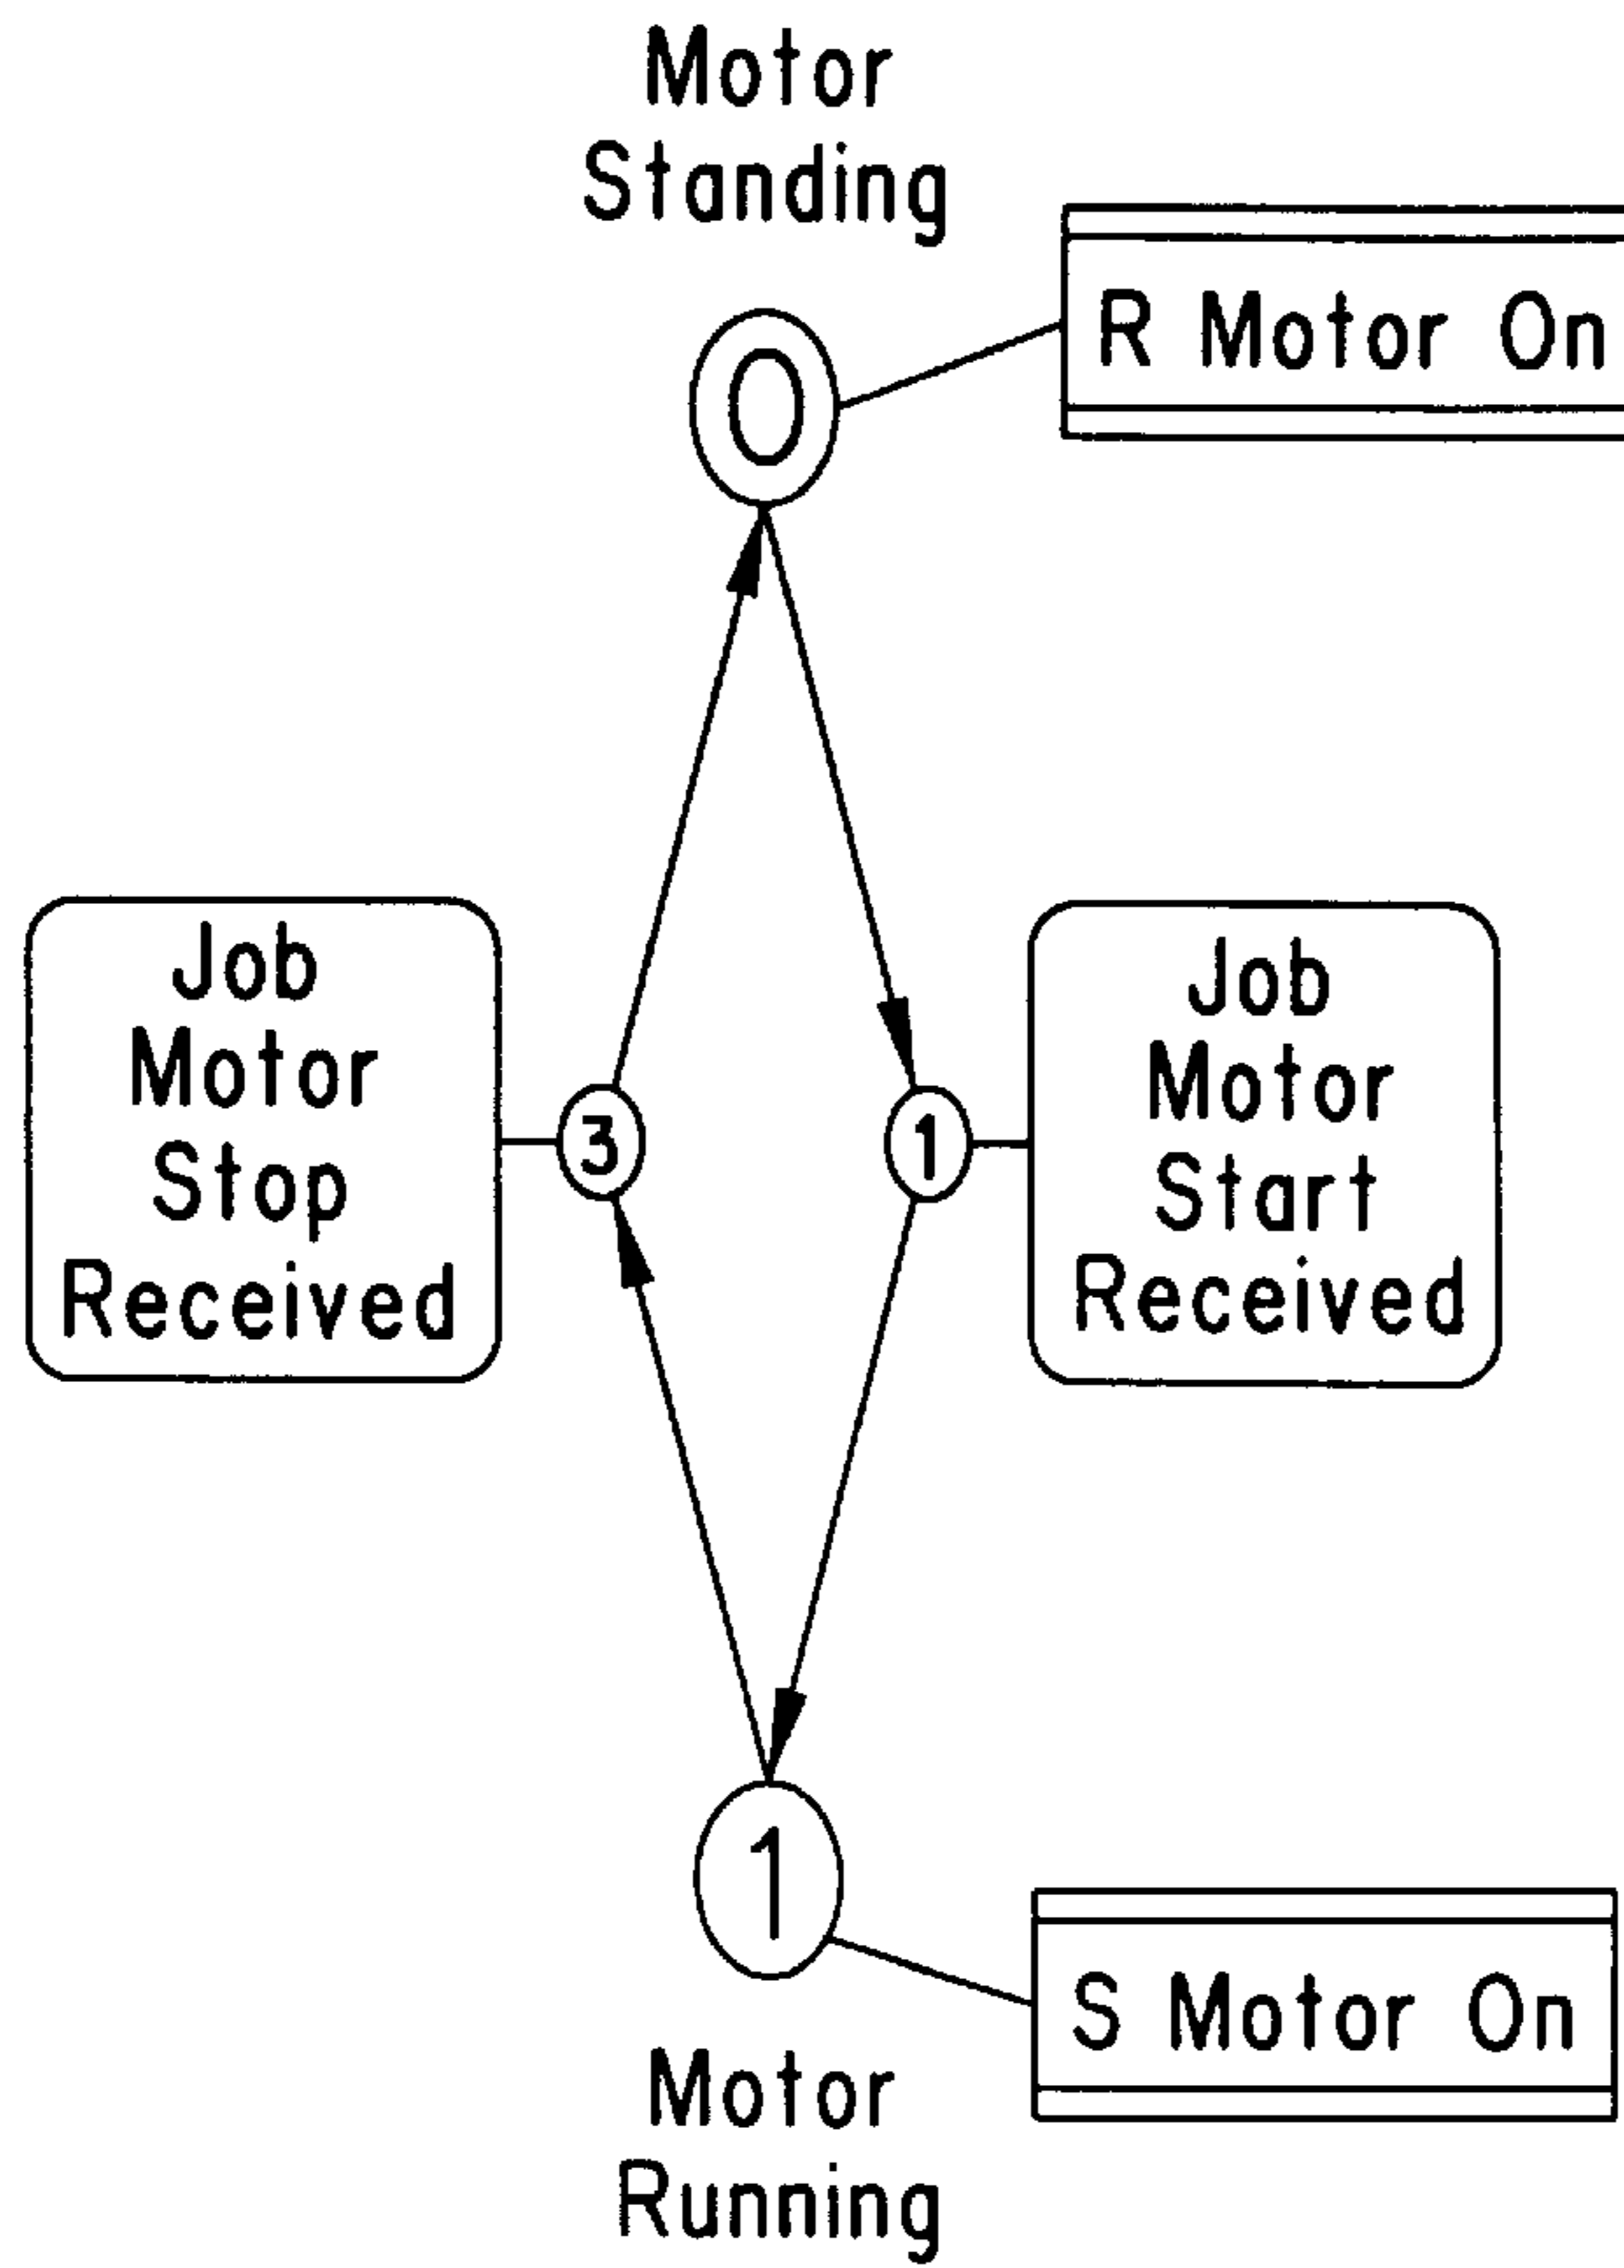 Motor
Standing
R Motor On
0
Job
Motor
Stop
Received
3
1
Job
Motor
Start
Received
1
S Motor On
Motor
Running